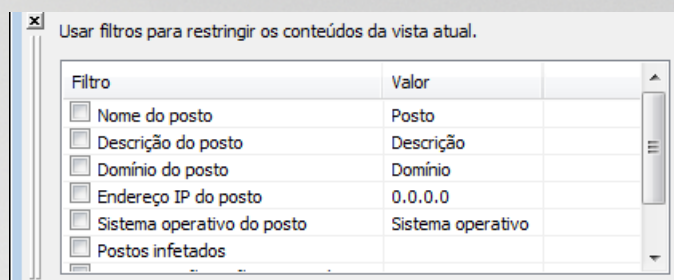 Usar filtros para restringir os conteúdos da vista atual.
Filtro Valor
Nome do posto Posto
Descrição do posto Descrição
Domínio do posto Domínio
Endereço IP do posto 0.0.0.0
Sistema operativo do posto Sistema operativo
Postos infetados